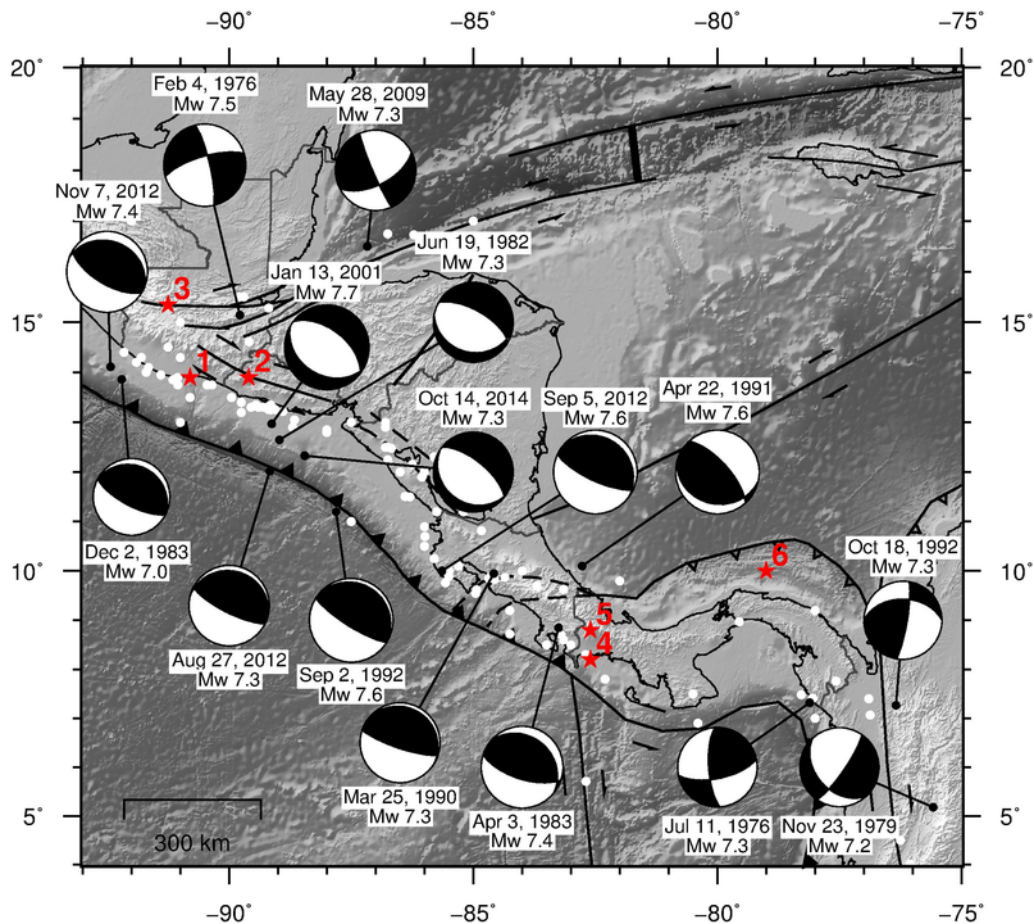 −90° −85° −80° −75°
20° 20°
Feb 4, 1976
Mw 7.5
May 28, 2009
Mw 7.3
Nov 7, 2012
Mw 7.4
Jun 19, 1982
Mw 7.3
Jan 13, 2001
Mw 7.7
3
15° 15°
1 2
Oct 14, 2014
Mw 7.3
Sep 5, 2012
Mw 7.6
Apr 22, 1991
Mw 7.6
Dec 2, 1983
Mw 7.0
6
Oct 18, 1992
Mw 7.3
10° 10°
5
4
Aug 27, 2012
Mw 7.3
Sep 2, 1992
Mw 7.6
Mar 25, 1990
Mw 7.3
Apr 3, 1983
Mw 7.4
Jul 11, 1976
Mw 7.3
Nov 23, 1979
Mw 7.2
5° 5°
300 km
−90° −85° −80° −75°